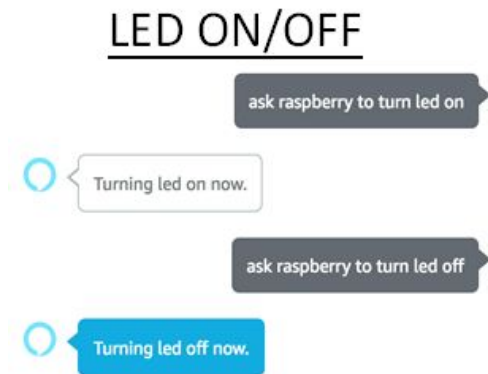 LED ON/OFF
ask raspberry to turn led on
Turning led on now.
ask raspberry to turn led off
Turning led off now.